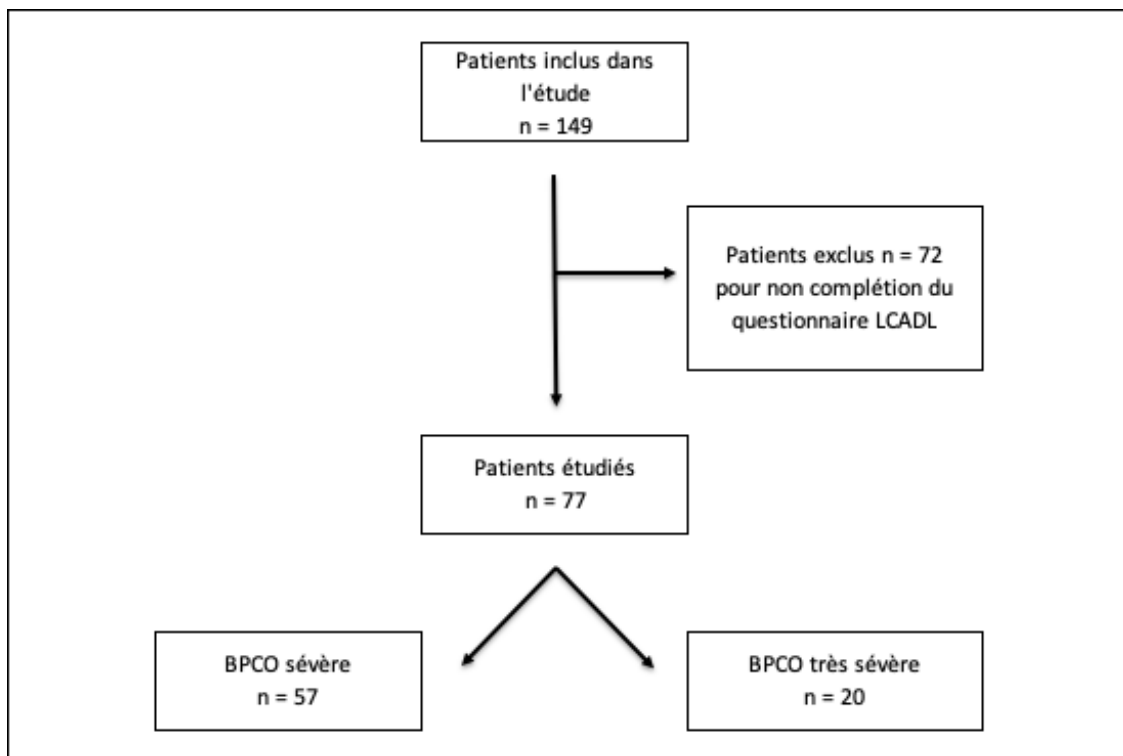 Patients inclus dans
l'étude
n = 149
Patients exclus n = 72
pour non complétion du
questionnaire LCADL
Patients étudiés
n = 77
BPCO sévère
n = 57
BPCO très sévère
n = 20